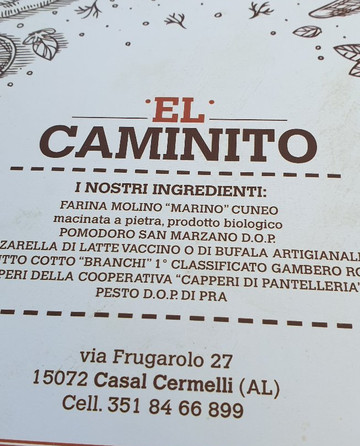 EL
CAMINITO
I NOSTRI INGREDIENTI:
FARINA MOLINO "MARINO" CUNEO
macinata a pietra, prodotto biologico
POMODORO SAN MARZANO D.O.P.
ZARELLA DI LATTE VACCINO O DI BUFALA ARTIGIANAL
TTO COTTO "BRANCHI" 1° CLASSIFICATO GAMBERO RO
PERI DELLA COOPERATIVA "CAPPERI DI PANTELLERIA"
PESTO D.O.P. DI PRA
via Frugarolo 27
15072 Casal Cermelli (AL)
Cell. 351 84 66 899